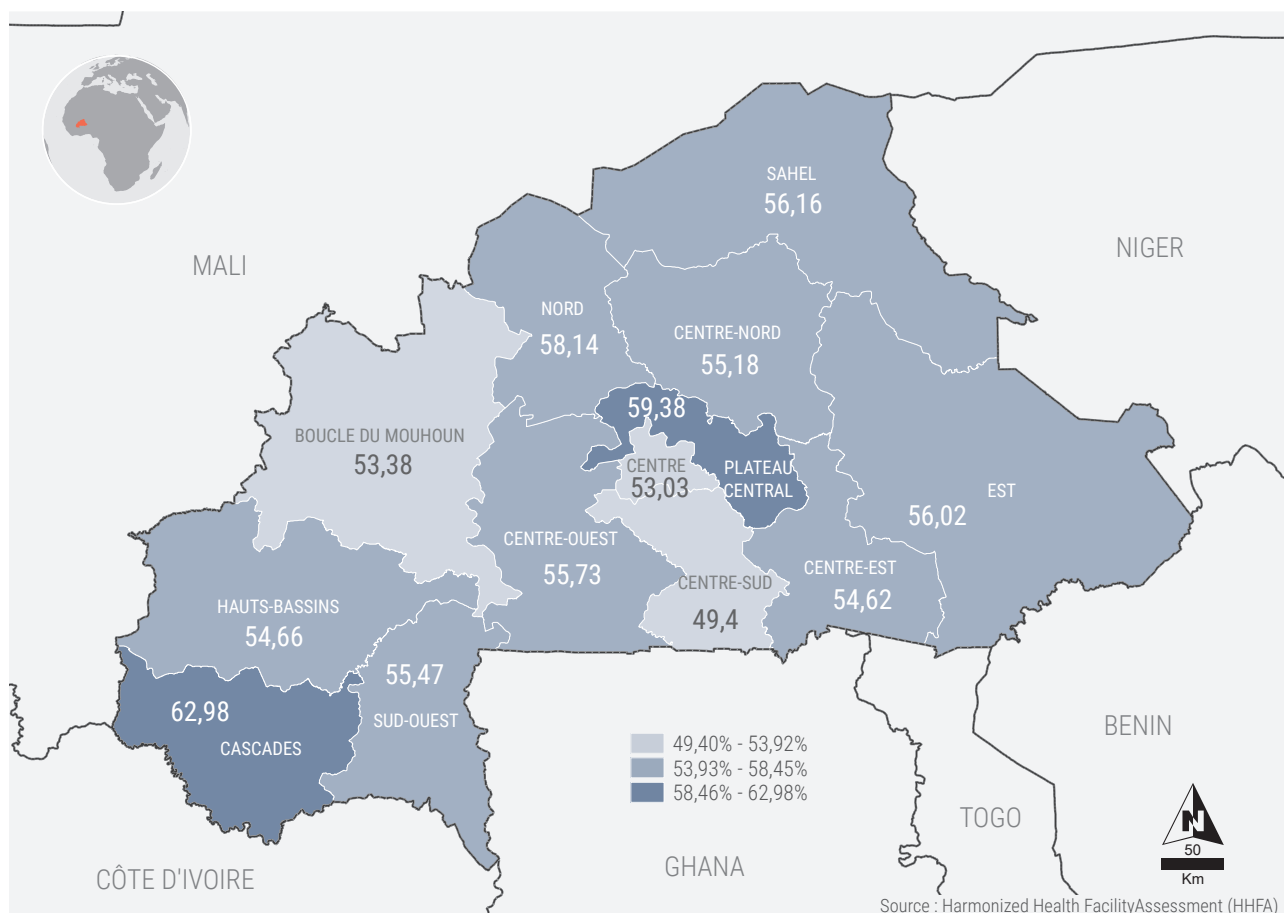 SAHEL
56,16
MALI
NIGER
NORD
58,14
CENTRE-NORD
55,18
59,38
PLATEAU
CENTRAL
BOUCLE DU MOUHOUN
53,38
CENTRE
53,03
EST
56,02
CENTRE-OUEST
55,73
CENTRE-EST
54,62
CENTRE-SUD
49,4
HAUTS-BASSINS
54,66
55,47
SUD-OUEST
62,98
CASCADES
49,40% - 53,92%
53,93% - 58,45%
58,46% - 62,98%
BENIN
TOGO
GHANA
CÔTE D'IVOIRE
N
50
Km
Source : Harmonized Health FacilityAssessment (HHFA)